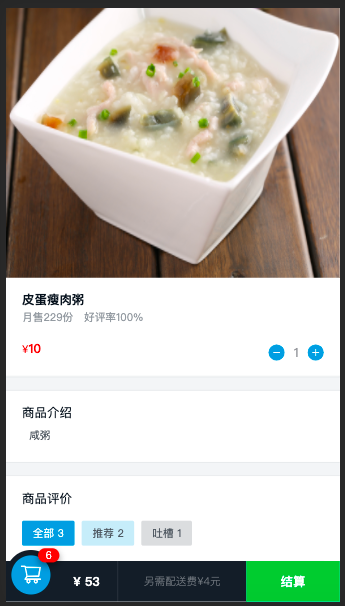 皮蛋瘦肉粥
月售229份 好评率100%
¥10
1
商品介绍
咸粥
商品评价
全部 3 推荐 2 吐槽 1
6
¥ 53 另需配送费¥4元 结算